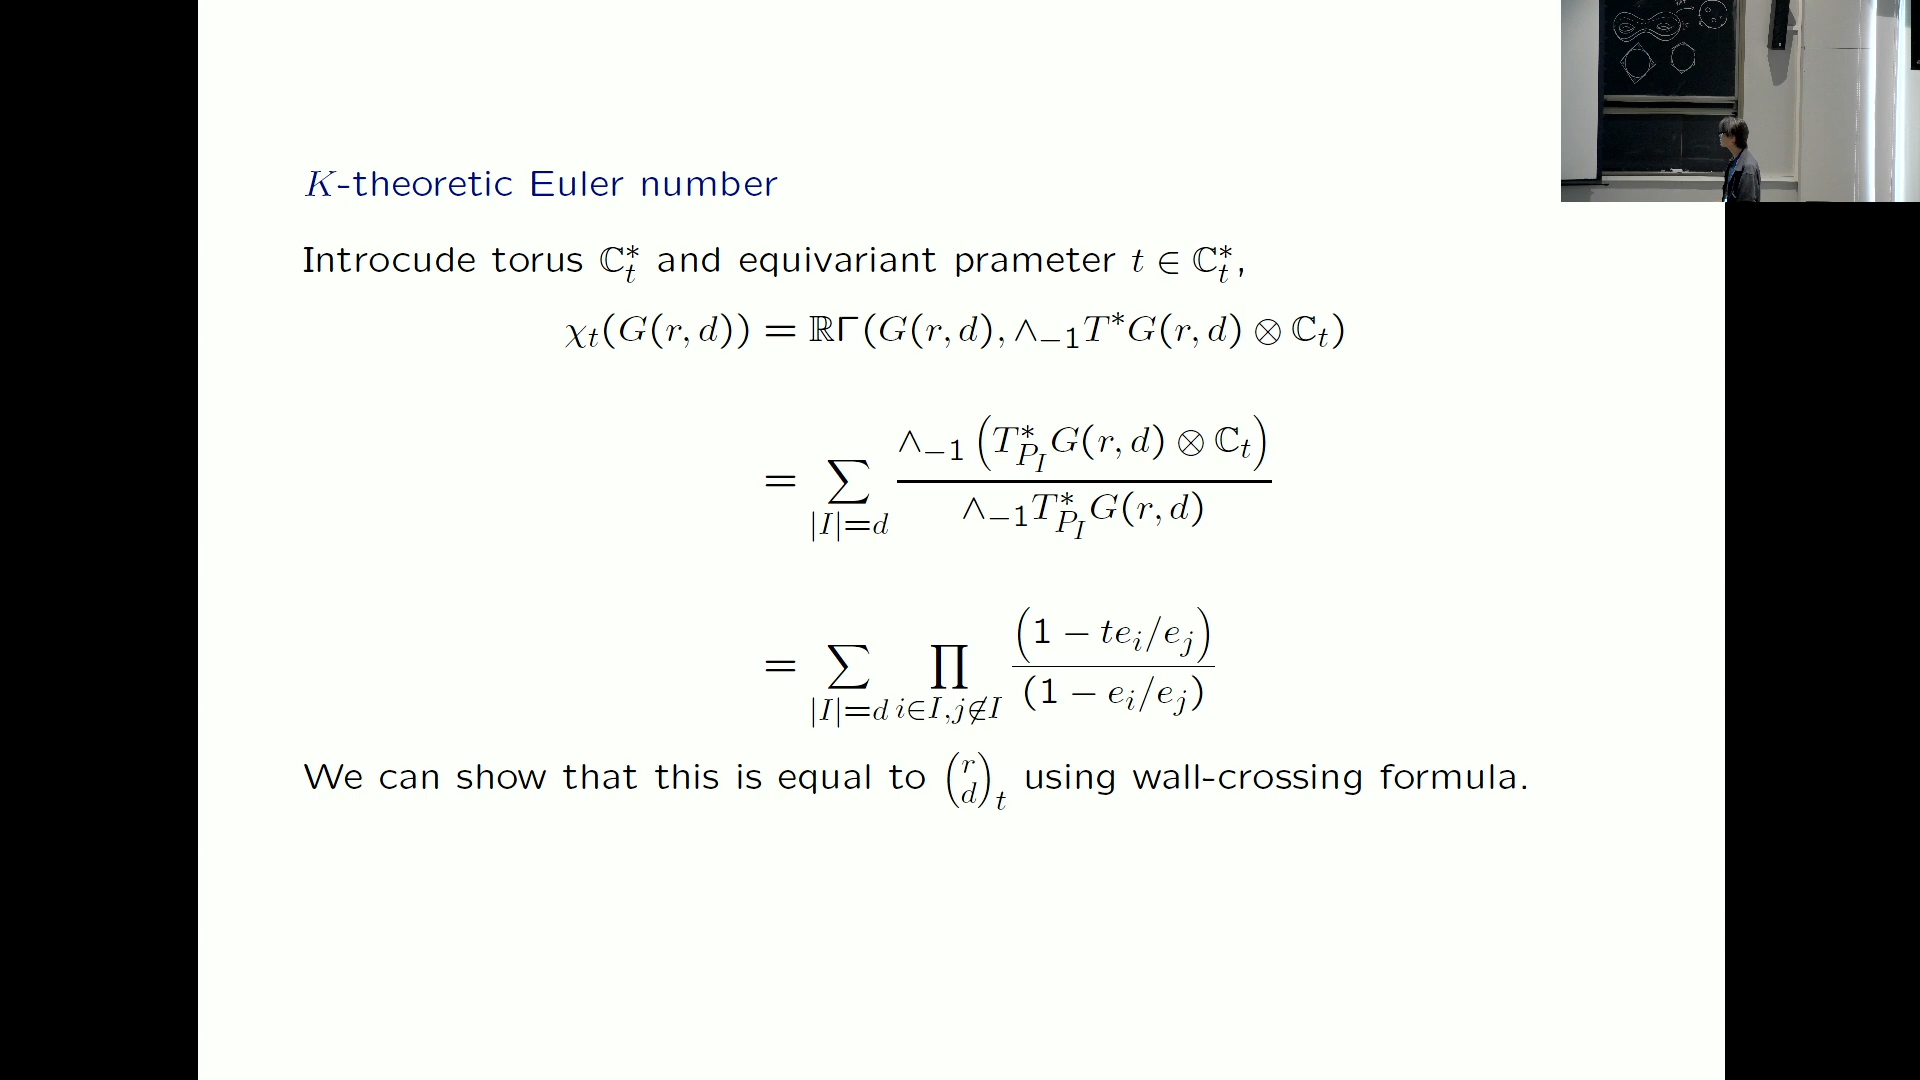 K-theoretic Euler number
Introcude torus ℂ*_t and equivariant prameter t ∈ ℂ*_t,
χ_t(G(r, d)) = ℝΓ(G(r, d), ∧_{−1}T*G(r, d) ⊗ ℂ_t)
= ∑_{|I|=d} ∧_{−1}(T*_{P_I}G(r, d) ⊗ ℂ_t) / ∧_{−1}T*_{P_I}G(r, d)
= ∑_{|I|=d} ∏_{i∈I,j∉I} (1 − te_i/e_j) / (1 − e_i/e_j)
We can show that this is equal to (r d)_t using wall-crossing formula.